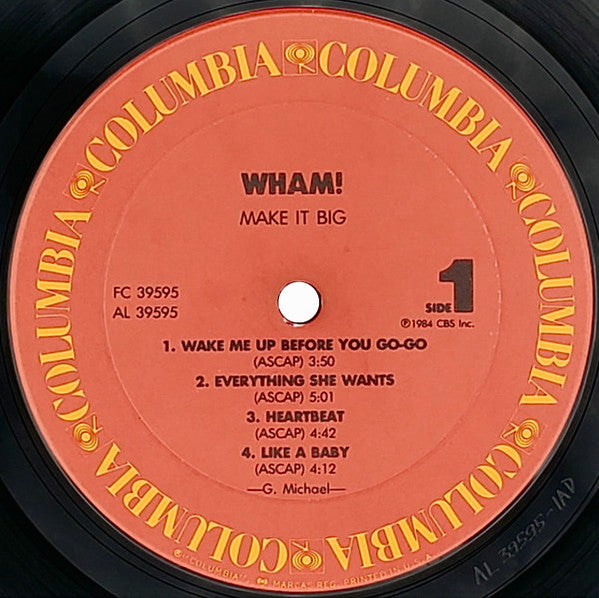 COLUMBIA COLUMBIA COLUMBIA COLUMBIA COLUMBIA COLUMBIA COLUMBIA
WHAM!
MAKE IT BIG
FC 39595
AL 39595
SIDE 1
℗1984 CBS Inc.
1. WAKE ME UP BEFORE YOU GO-GO
(ASCAP) 3:50
2. EVERYTHING SHE WANTS
(ASCAP) 5:01
3. HEARTBEAT
(ASCAP) 4:42
4. LIKE A BABY
(ASCAP) 4:12
—G. Michael—
"COLUMBIA", MARCAS REG. PRINTED IN U.S.A.
AL 39595-1AD